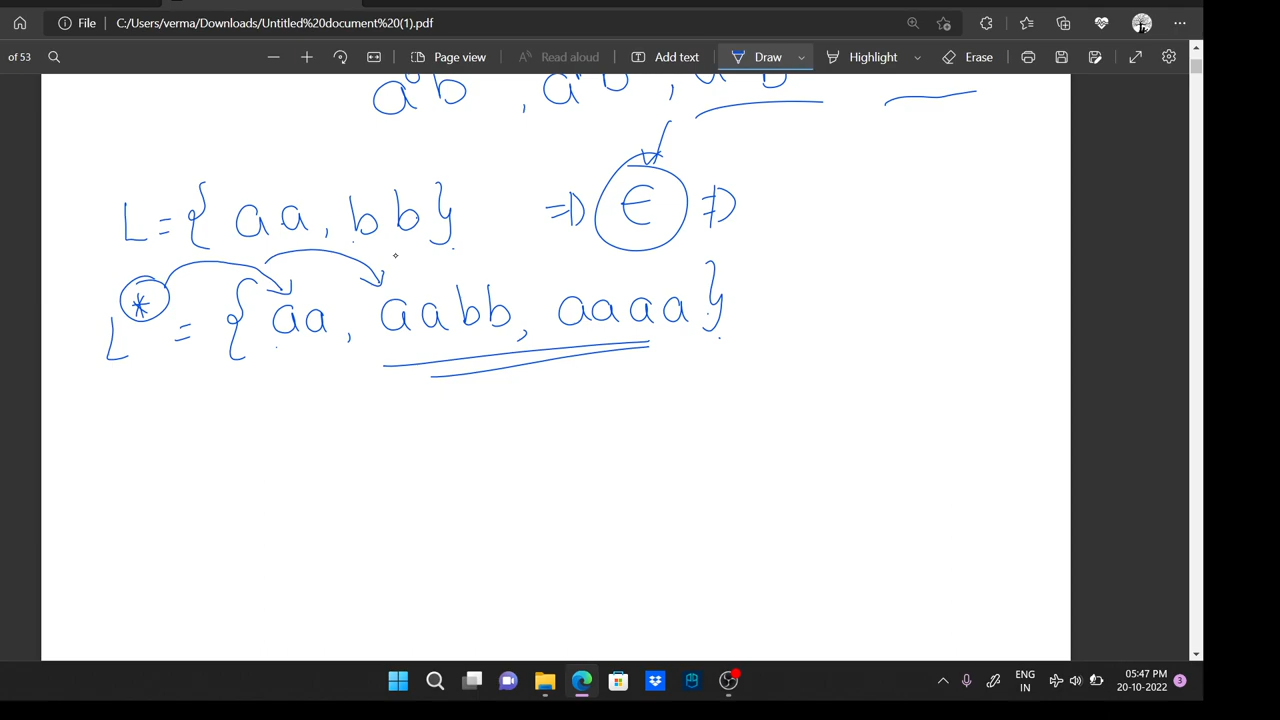 File C:/Users/verma/Downloads/Untitled%20document%20(1).pdf
of 53 Page view Read aloud Add text Draw Highlight Erase
a b , a b ,
L = { aa, bb} => ∈ =>
L* = { aa, aabb, aaaa}
ENG 05:47 PM
IN 20-10-2022 3